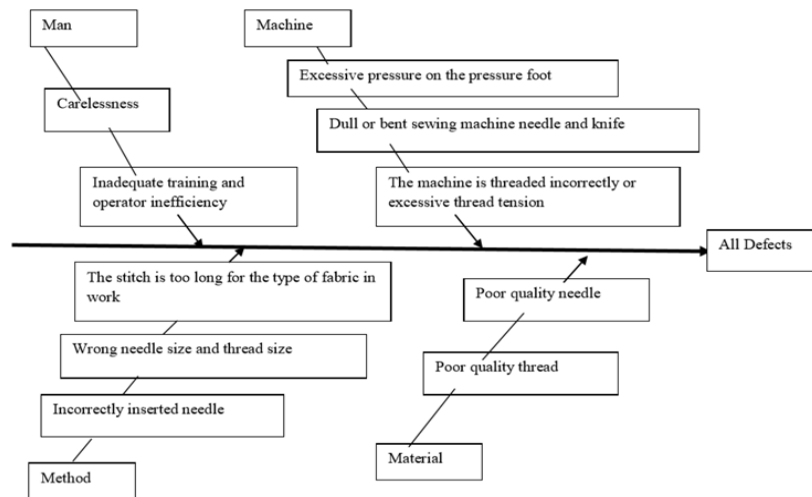 Man
Machine
Excessive pressure on the pressure foot
Carelessness
Dull or bent sewing machine needle and knife
Inadequate training and
operator inefficiency
The machine is threaded incorrectly or
excessive thread tension
All Defects
The stitch is too long for the type of fabric in
work
Poor quality needle
Wrong needle size and thread size
Poor quality thread
Incorrectly inserted needle
Material
Method